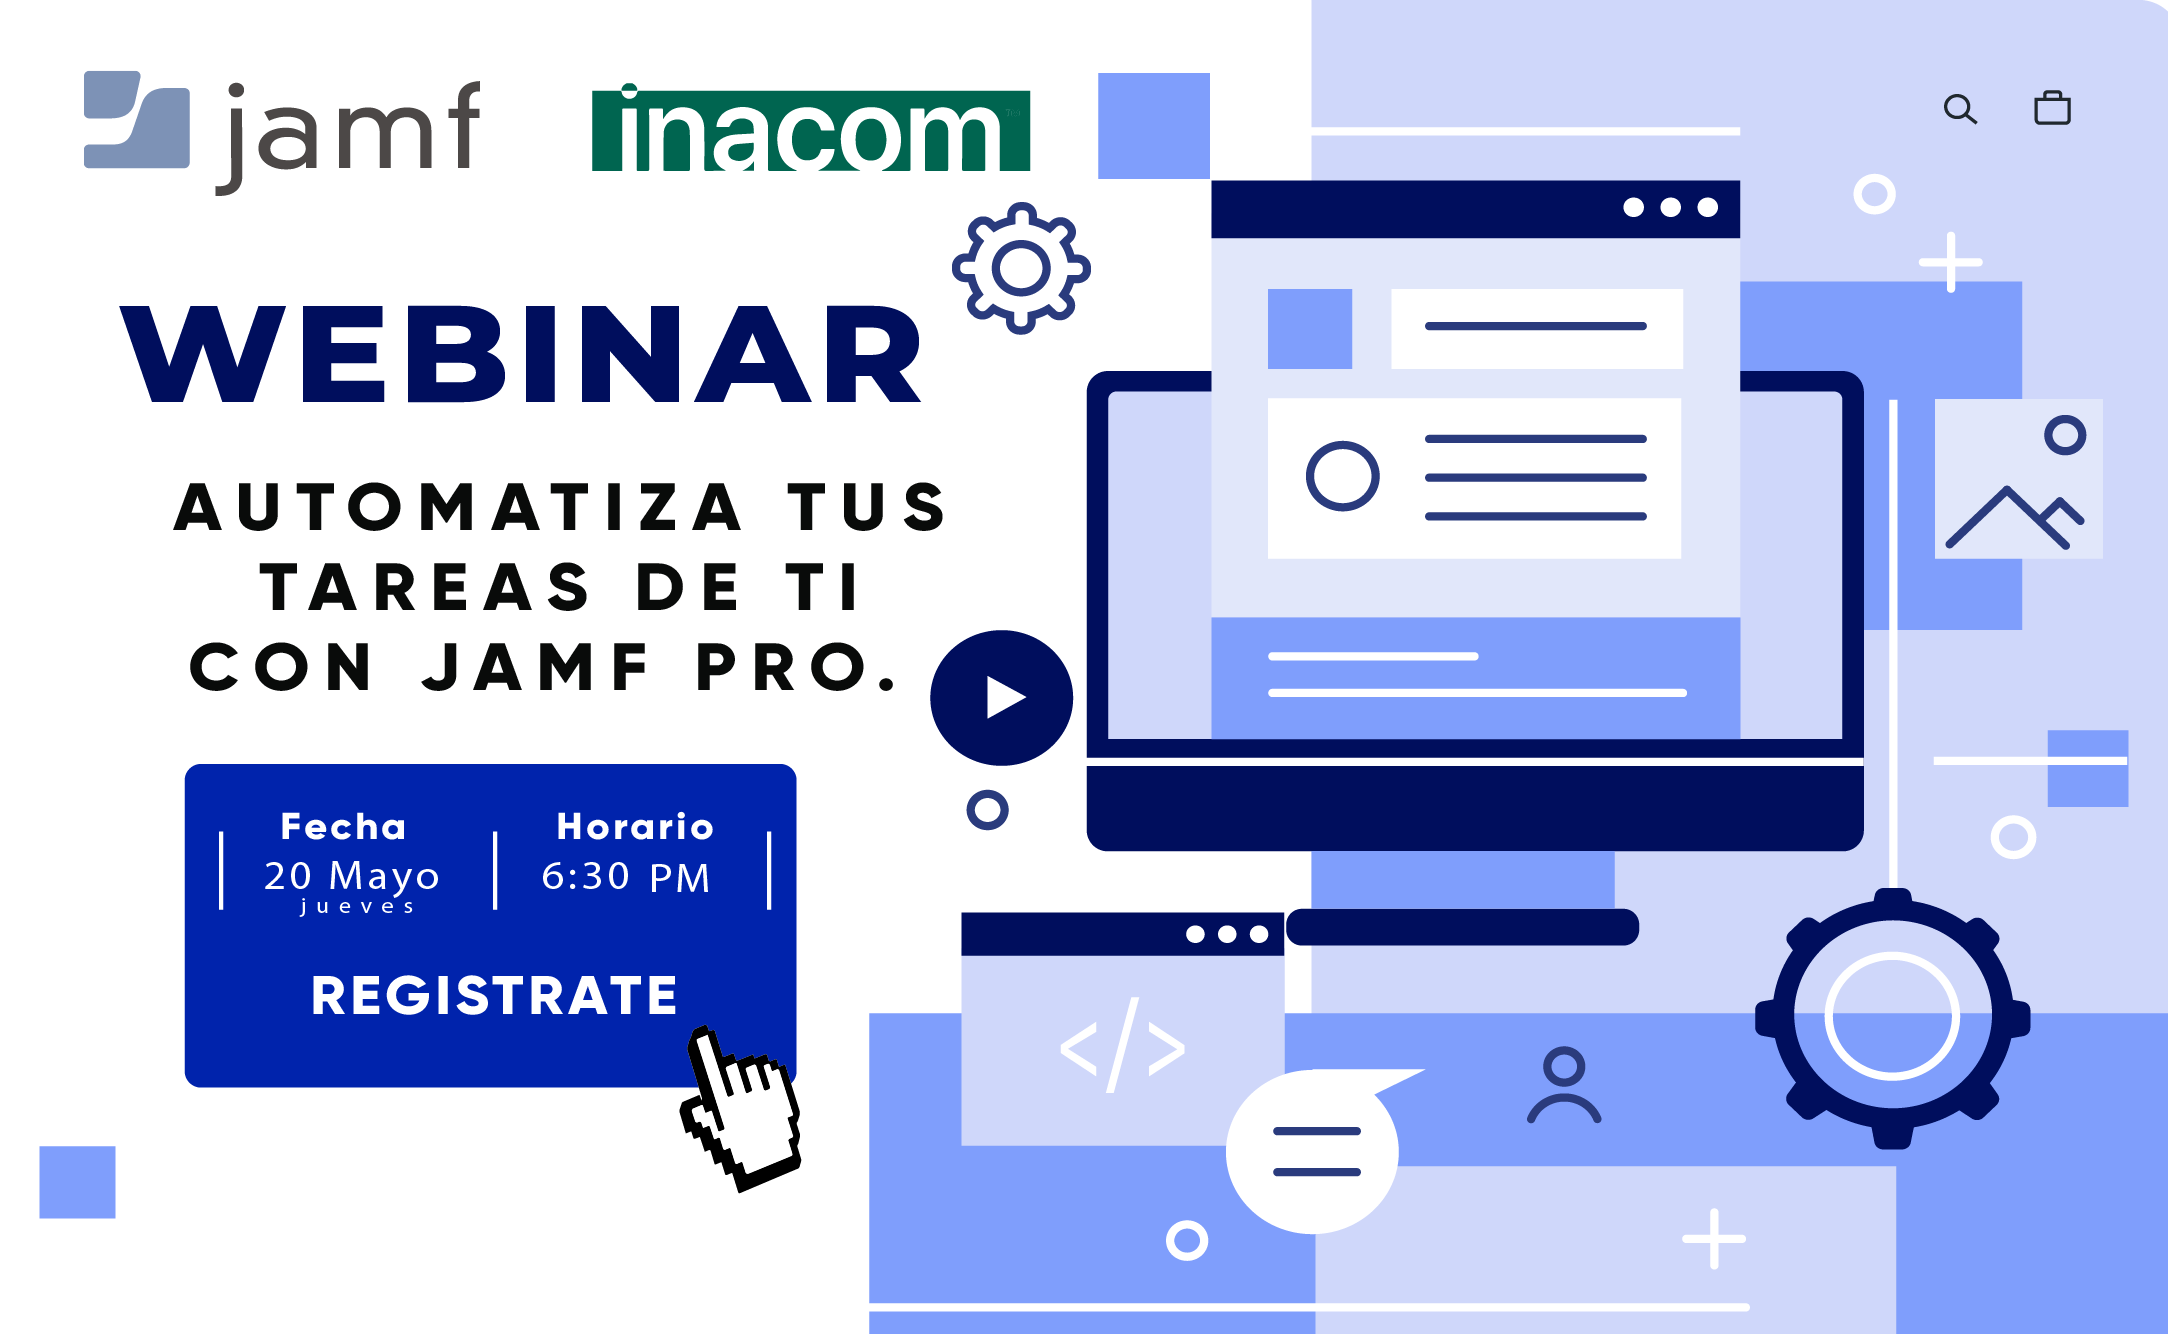 jamf
inacom
WEBINAR
AUTOMATIZA TUS
TAREAS DE TI
CON JAMF PRO.
Fecha
20 Mayo
jueves
Horario
6:30 PM
REGISTRATE
</>